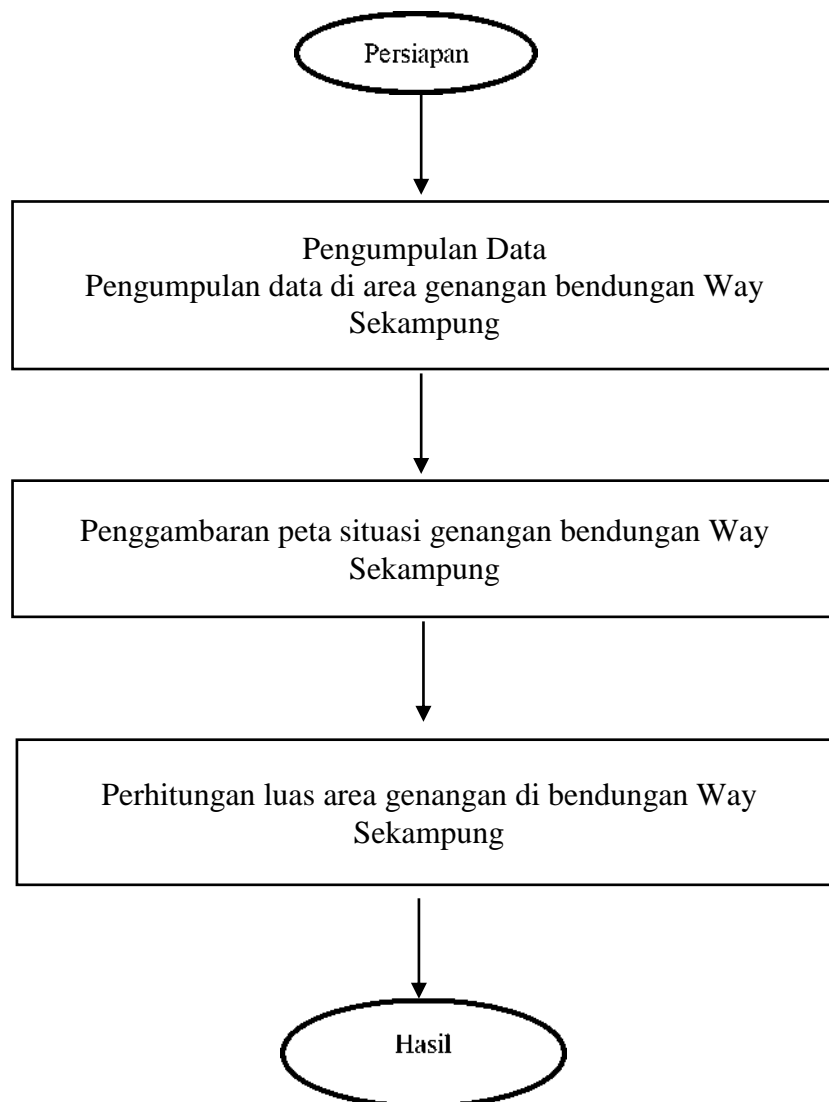 Persiapan
Pengumpulan Data
Pengumpulan data di area genangan bendungan Way
Sekampung
Penggambaran peta situasi genangan bendungan Way
Sekampung
Perhitungan luas area genangan di bendungan Way
Sekampung
Hasil